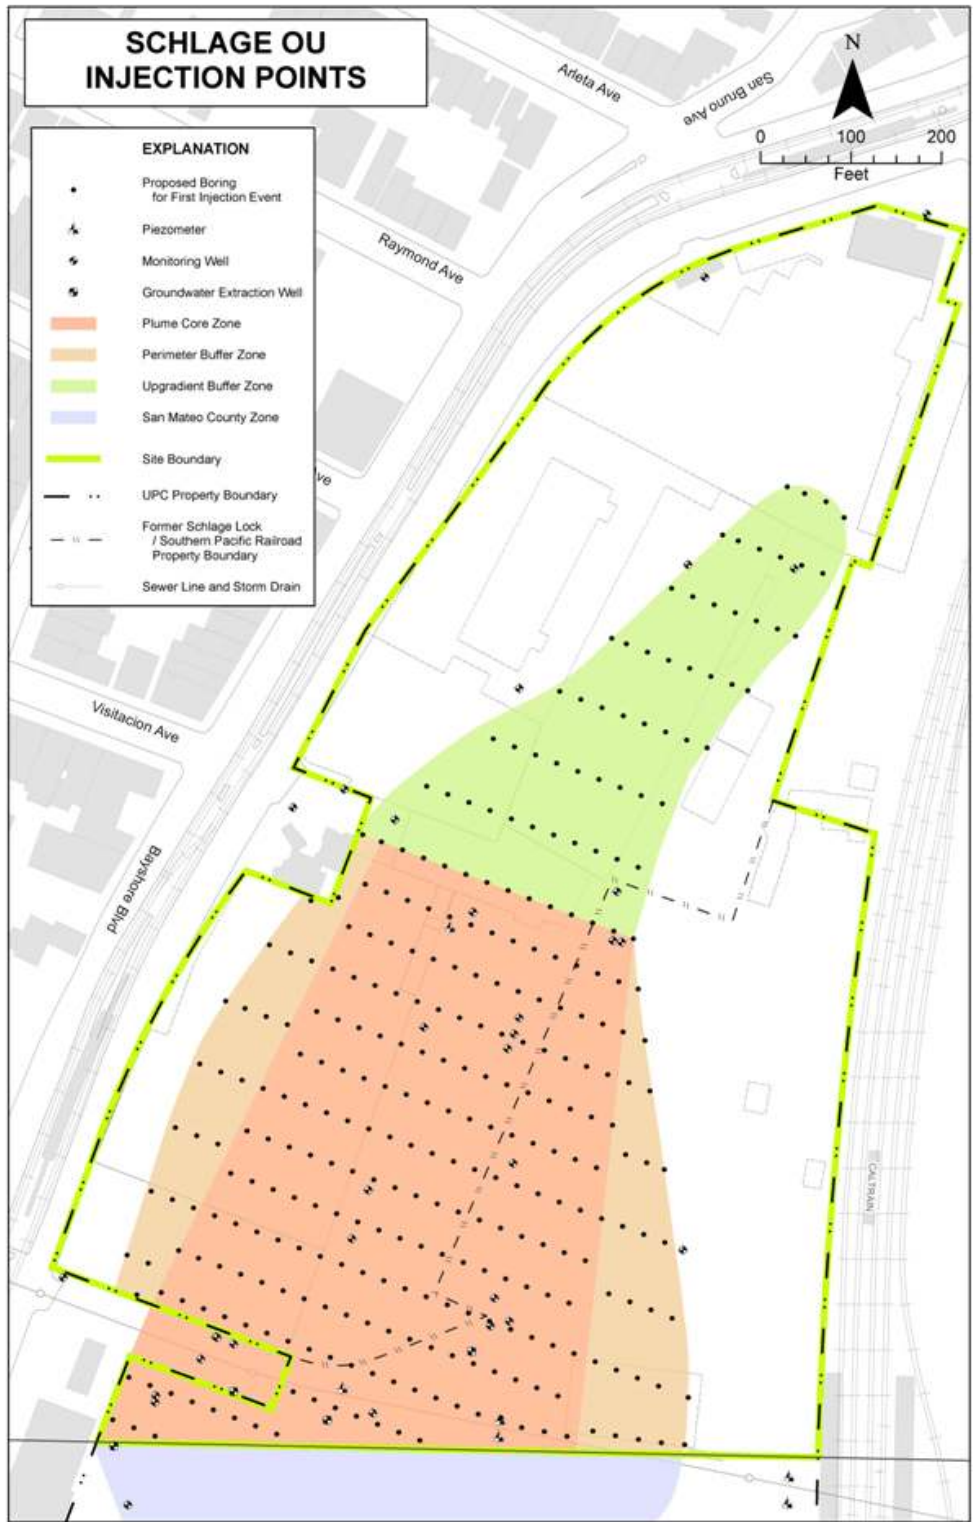 SCHLAGE OU
INJECTION POINTS
N
0 100 200
Feet
Arleta Ave
San Bruno Ave
EXPLANATION
Proposed Boring
for First Injection Event
Piezometer
Monitoring Well
Groundwater Extraction Well
Plume Core Zone
Perimeter Buffer Zone
Upgradient Buffer Zone
San Mateo County Zone
Site Boundary
UPC Property Boundary
Former Schlage Lock
/ Southern Pacific Railroad
Property Boundary
Sewer Line and Storm Drain
Raymond Ave
Ave
Visitacion Ave
Bayshore Blvd
CALTRAIN